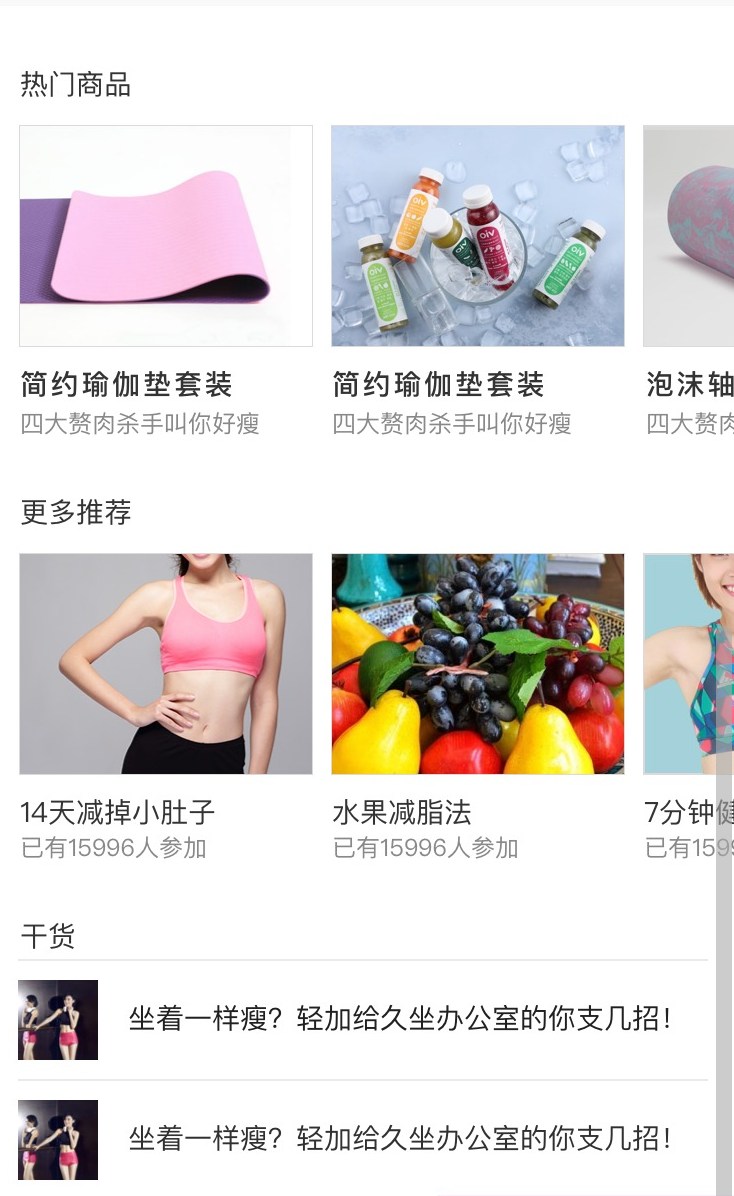 热门商品
oiv
oiv
oiv
oiv
简约瑜伽垫套装
简约瑜伽垫套装
泡沫轴
四大赘肉杀手叫你好瘦
四大赘肉杀手叫你好瘦
四大赘肉
更多推荐
14天减掉小肚子
水果减脂法
7分钟健
已有15996人参加
已有15996人参加
已有1599
干货
坐着一样瘦？轻加给久坐办公室的你支几招！
坐着一样瘦？轻加给久坐办公室的你支几招！